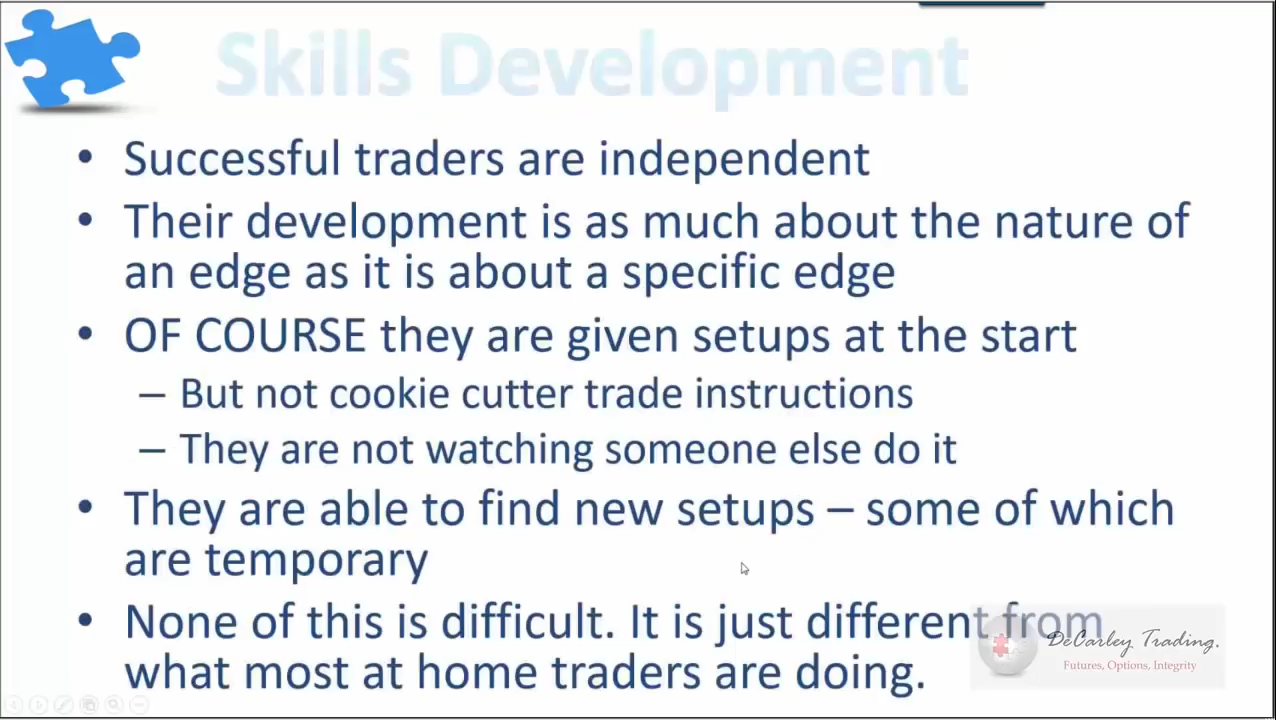 Skills Development
• Successful traders are independent
• Their development is as much about the nature of
an edge as it is about a specific edge
• OF COURSE they are given setups at the start
– But not cookie cutter trade instructions
– They are not watching someone else do it
• They are able to find new setups – some of which
are temporary
• None of this is difficult. It is just different from
what most at home traders are doing.
DeCarley Trading.
Futures, Options, Integrity